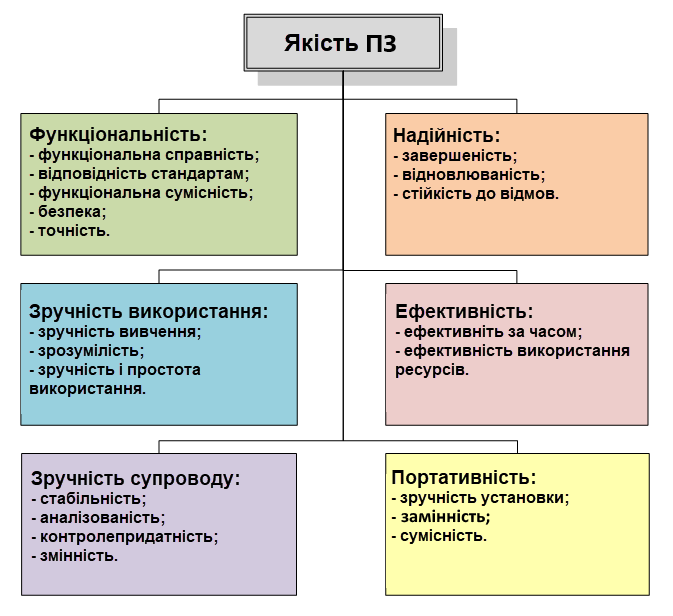 Якість ПЗ
Функціональність:
- функціональна справність;
- відповідність стандартам;
- функціональна сумісність;
- безпека;
- точність.
Надійність:
- завершеність;
- відновлюваність;
- стійкість до відмов.
Зручність використання:
- зручність вивчення;
- зрозумілість;
- зручність і простота
використання.
Ефективність:
- ефективніть за часом;
- ефективність використання
ресурсів.
Зручність супроводу:
- стабільність;
- аналізованість;
- контролепридатність;
- змінність.
Портативність:
- зручність установки;
- замінність;
- сумісність.